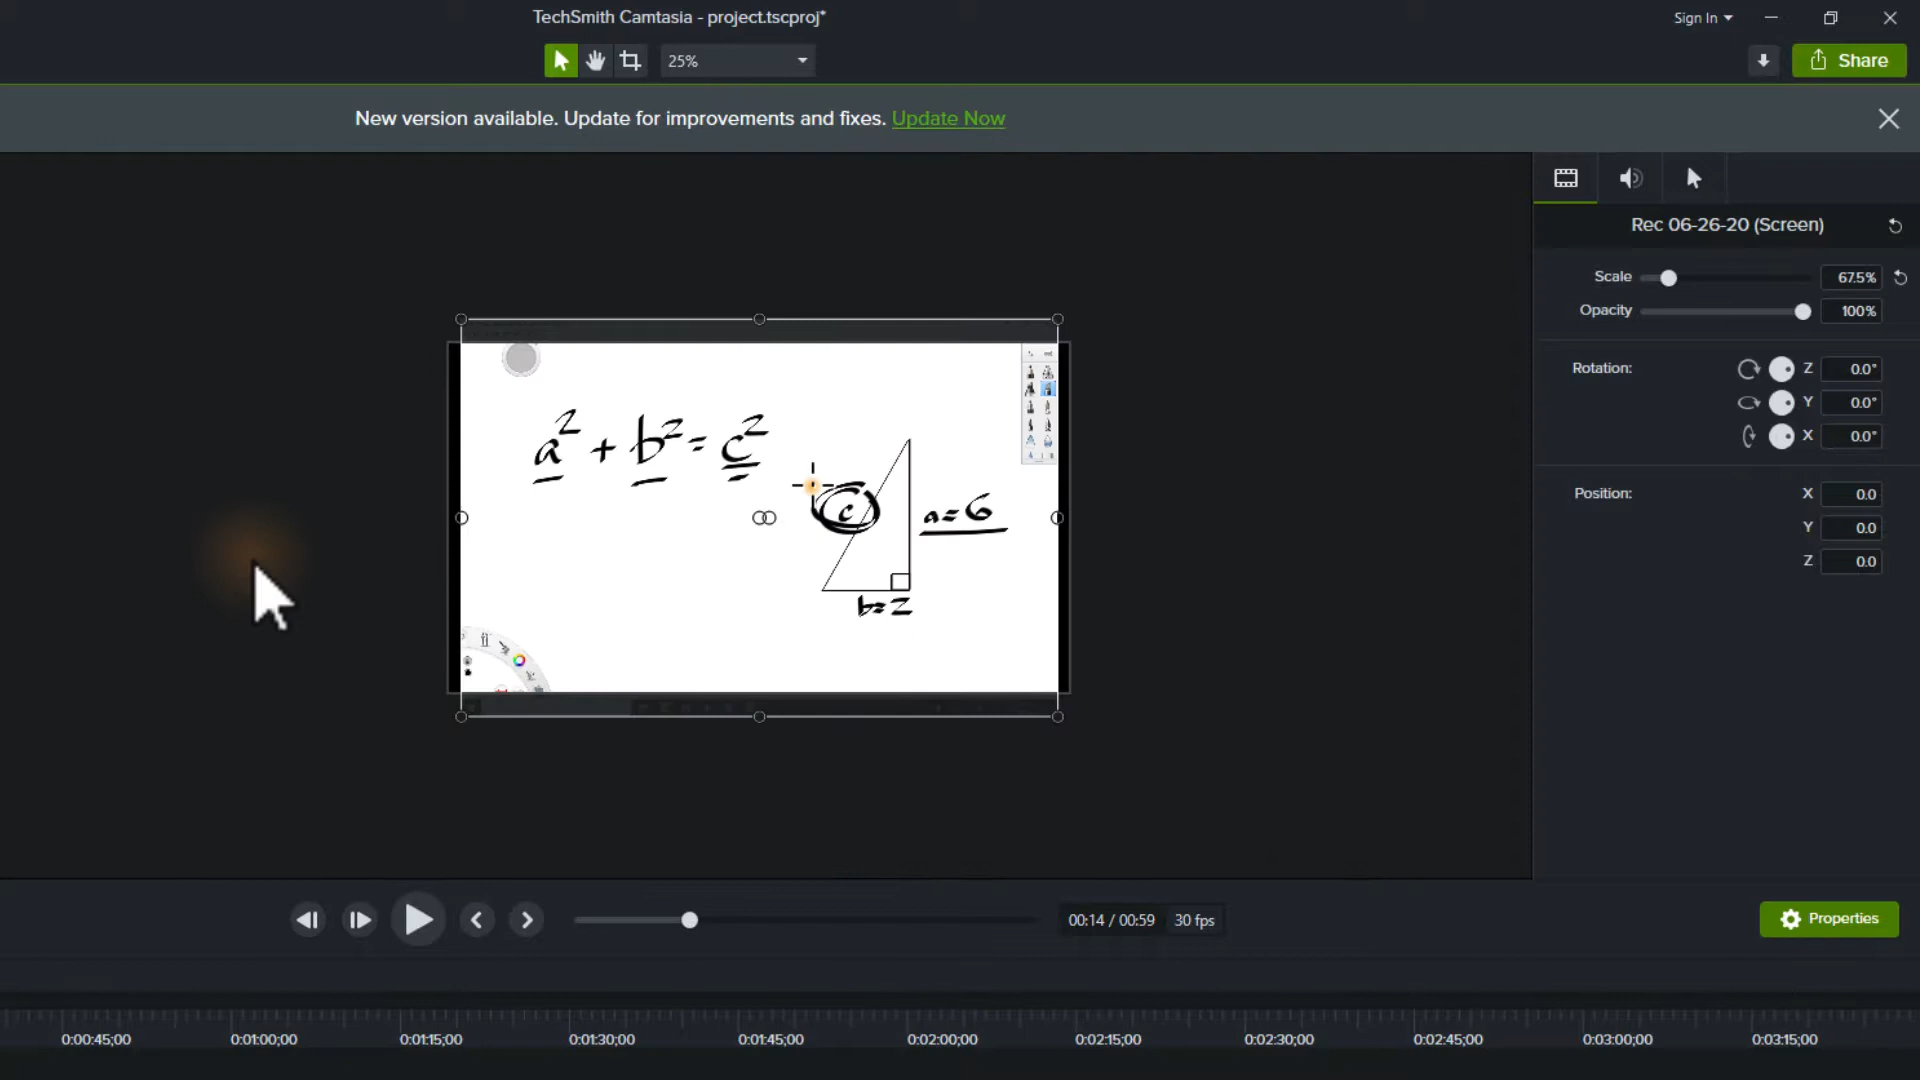 TechSmith Camtasia - project.tscproj*
Sign In
25%
Share
New version available. Update for improvements and fixes. Update Now
Rec 06-26-20 (Screen)
Scale 67.5%
Opacity 100%
Rotation: Z 0.0°
Y 0.0°
X 0.0°
Position: X 0.0
Y 0.0
Z 0.0
a² + b² = c²
c
a=6
b=2
00:14 / 00:59 30 fps
Properties
0:00:45;00 0:01:00;00 0:01:15;00 0:01:30;00 0:01:45;00 0:02:00;00 0:02:15;00 0:02:30;00 0:02:45;00 0:03:00;00 0:03:15;00